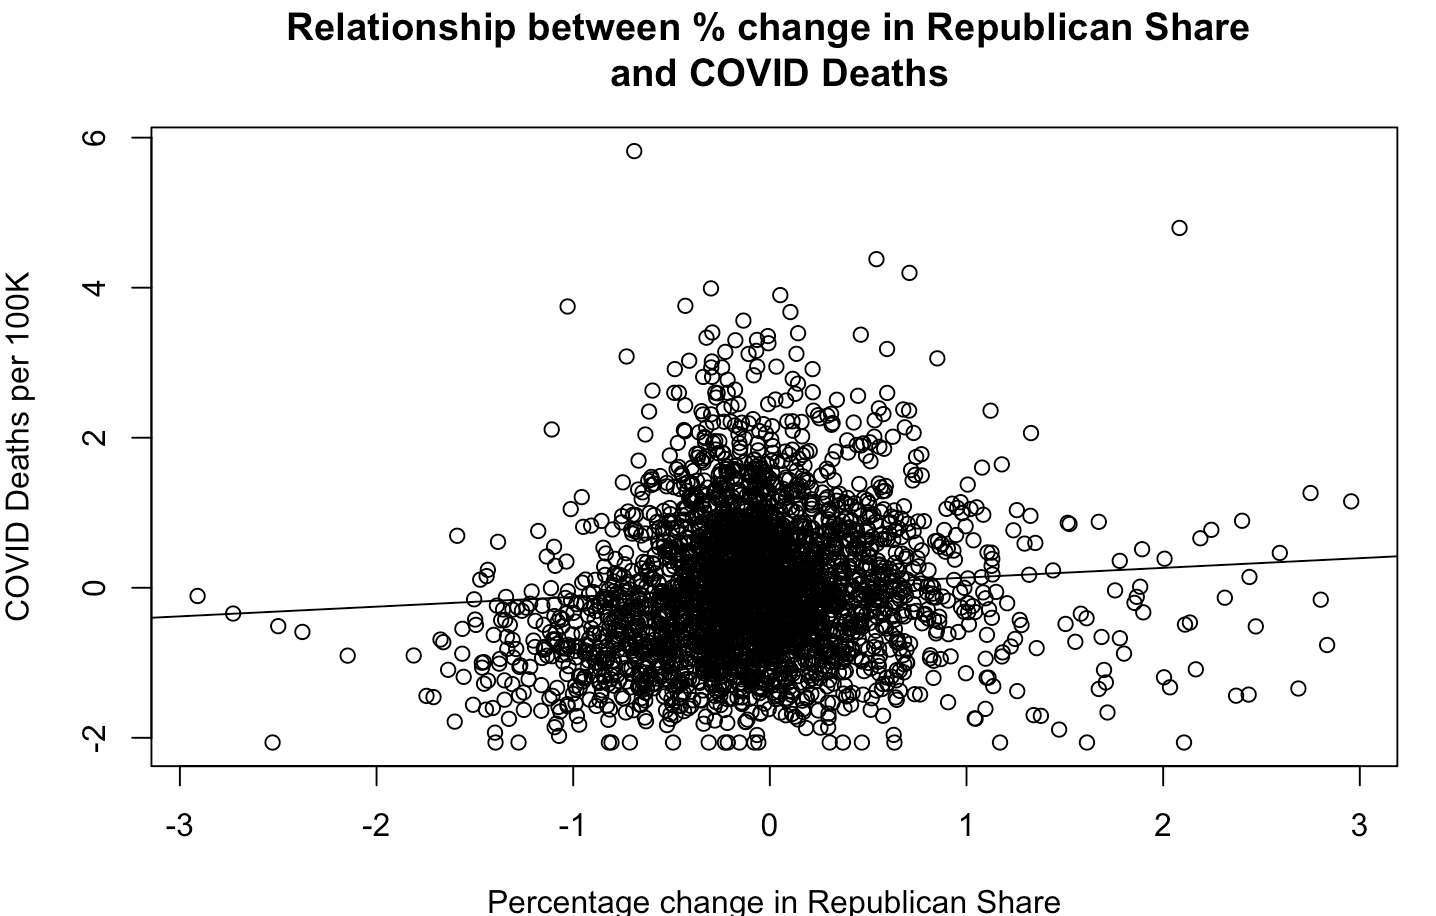 Relationship between % change in Republican Share
and COVID Deaths
COVID Deaths per 100K
6
4
2
0
-2
-3 -2 -1 0 1 2 3
Percentage change in Republican Share